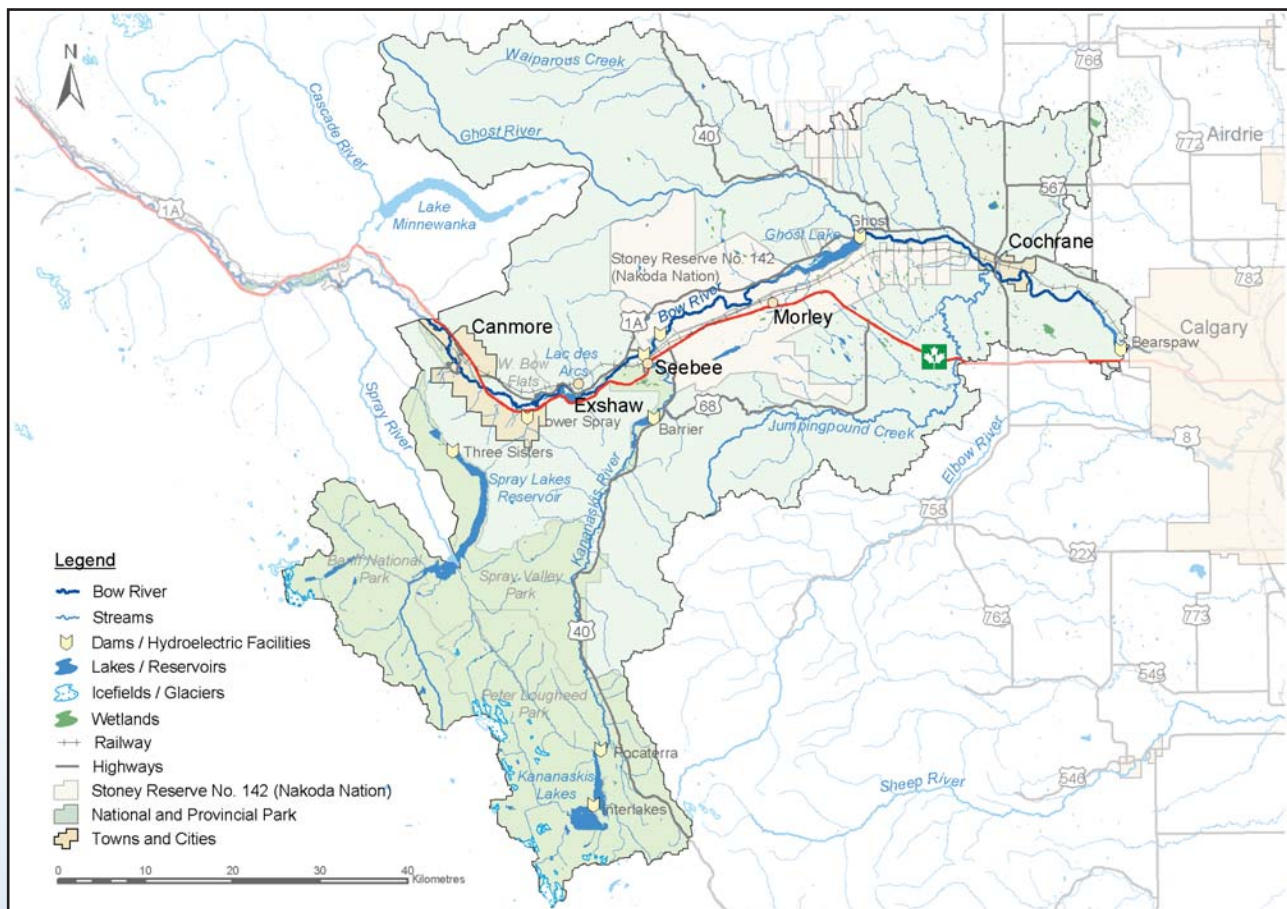 N
Waiparous Creek
766
Cascade River
Ghost River
40
Airdrie
772
567
1A
Lake
Minnewanka
Ghost
Ghost Lake
Cochrane
Stoney Reserve No. 142
(Nakoda Nation)
782
Bow River
1A
Morley
Canmore
Calgary
Lac des
Arcs
W. Bow
Flats
Seebee
Bearspaw
1
Exshaw
68
Lower Spray
Barrier
Jumpingpound Creek
8
Spray River
Three Sisters
Elbow River
Spray Lakes
Reservoir
Kananaskis River
758
Legend
Banff National
Park
Spray Valley
Park
22X
Bow River
Streams
40
762
773
Dams / Hydroelectric Facilities
Lakes / Reservoirs
549
Icefields / Glaciers
Peter Lougheed
Park
Wetlands
Railway
Pocaterra
Highways
Kananaskis
Lakes
Sheep River
546
Stoney Reserve No. 142 (Nakoda Nation)
Interlakes
National and Provincial Park
Towns and Cities
0 10 20 30 40
Kilometres